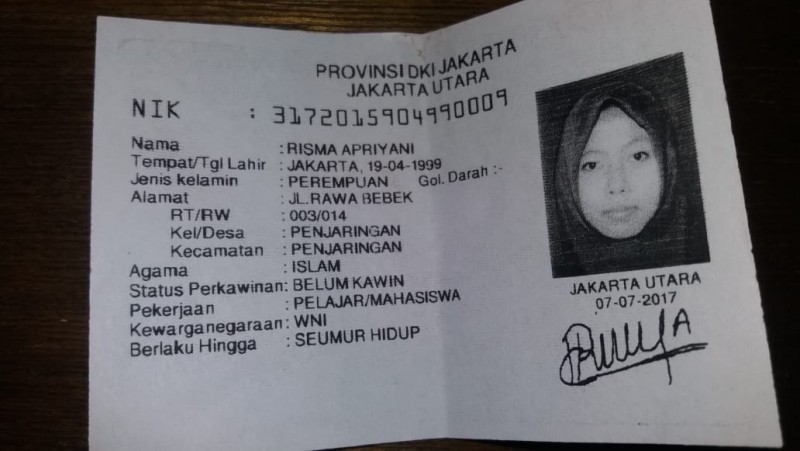 PROVINSI DKI JAKARTA
JAKARTA UTARA
NIK : 3172015904990009
Nama : RISMA APRIYANI
Tempat/Tgl Lahir : JAKARTA, 19-04-1999
Jenis kelamin : PEREMPUAN Gol. Darah :-
Alamat : JL.RAWA BEBEK
RT/RW : 003/014
Kel/Desa : PENJARINGAN
Kecamatan : PENJARINGAN
Agama : ISLAM
Status Perkawinan: BELUM KAWIN
Pekerjaan : PELAJAR/MAHASISWA
Kewarganegaraan: WNI
Berlaku Hingga : SEUMUR HIDUP
JAKARTA UTARA
07-07-2017